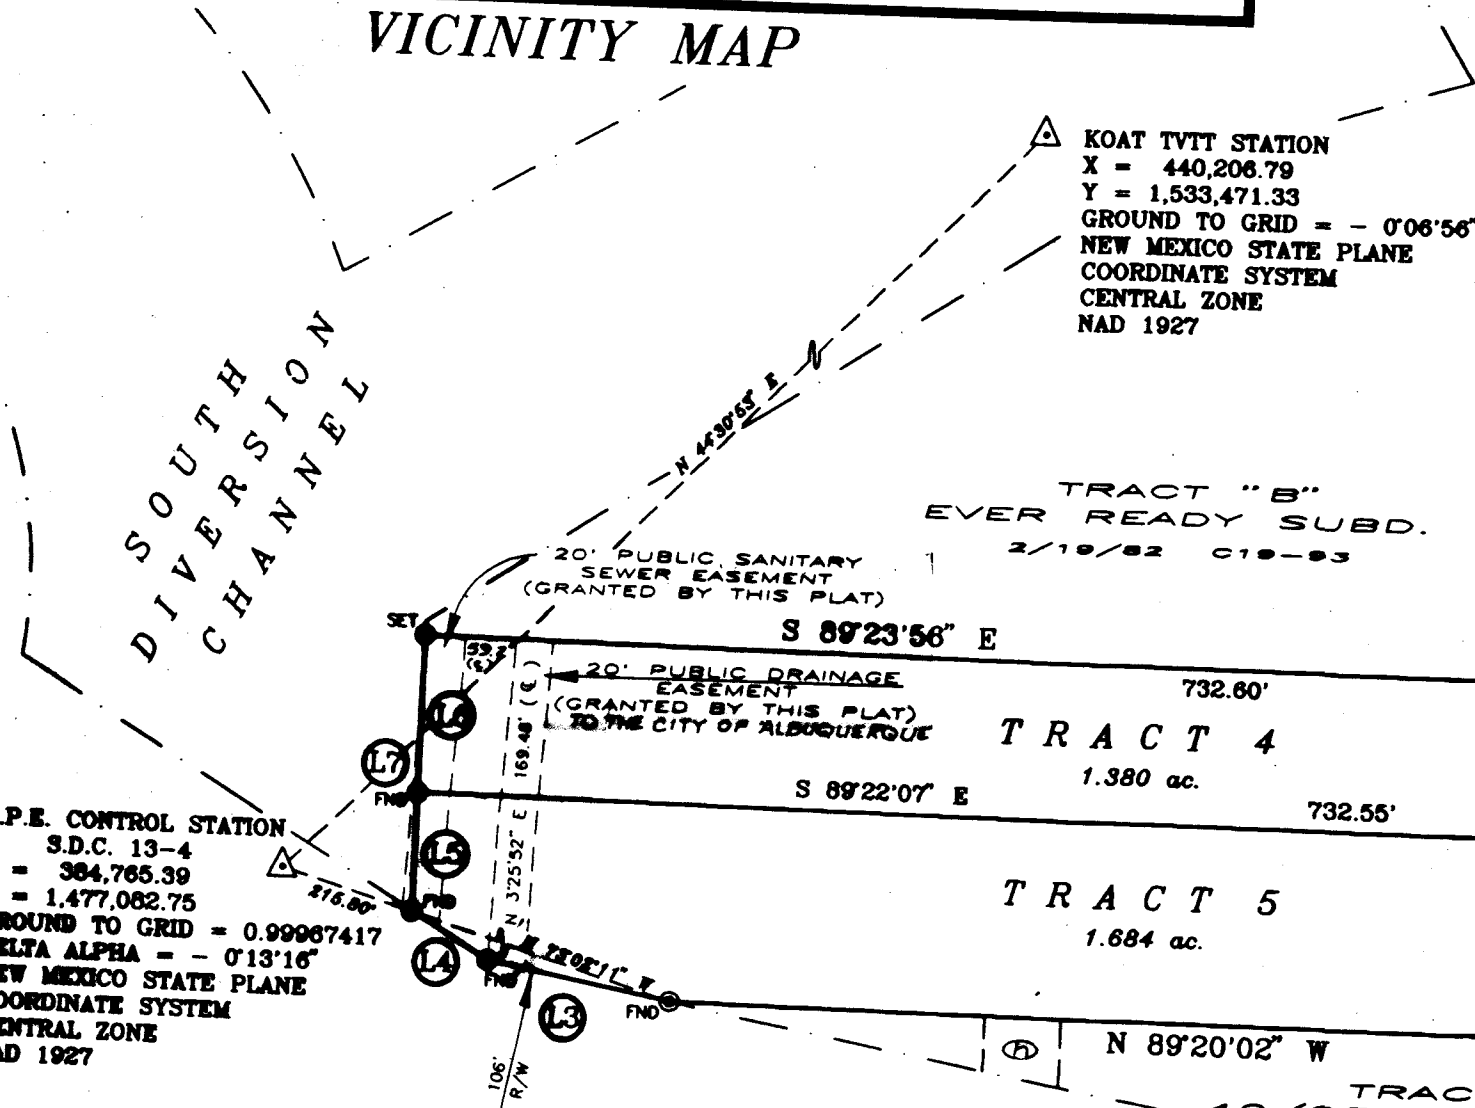 VICINITY MAP
KOAT TVTT STATION
X = 440,206.79
Y = 1,533,471.33
GROUND TO GRID = - 0°06'56"
NEW MEXICO STATE PLANE
COORDINATE SYSTEM
CENTRAL ZONE
NAD 1927
SOUTH
DIVERSION
CHANNEL
N 44°30'53" E
TRACT "B"
EVER READY SUBD.
2/19/82 C19-93
20' PUBLIC SANITARY
SEWER EASEMENT
(GRANTED BY THIS PLAT)
SET
S 89°23'56" E
732.60'
59.2
(℄)
20' PUBLIC DRAINAGE
EASEMENT
(GRANTED BY THIS PLAT)
TO THE CITY OF ALBUQUERQUE
169.48' (℄)
N 3°25'52" E
L6
L7
FND
TRACT 4
1.380 ac.
S 89°22'07" E
732.55'
.P.E. CONTROL STATION
S.D.C. 13-4
= 384,765.39
= 1,477,082.75
ROUND TO GRID = 0.99967417
ELTA ALPHA = - 0°13'16"
EW MEXICO STATE PLANE
OORDINATE SYSTEM
ENTRAL ZONE
AD 1927
216.80'
L5
FND
L4
FND
L3
FND
TRACT 5
1.684 ac.
106'
R/W
N 89°20'02" W
TRAC